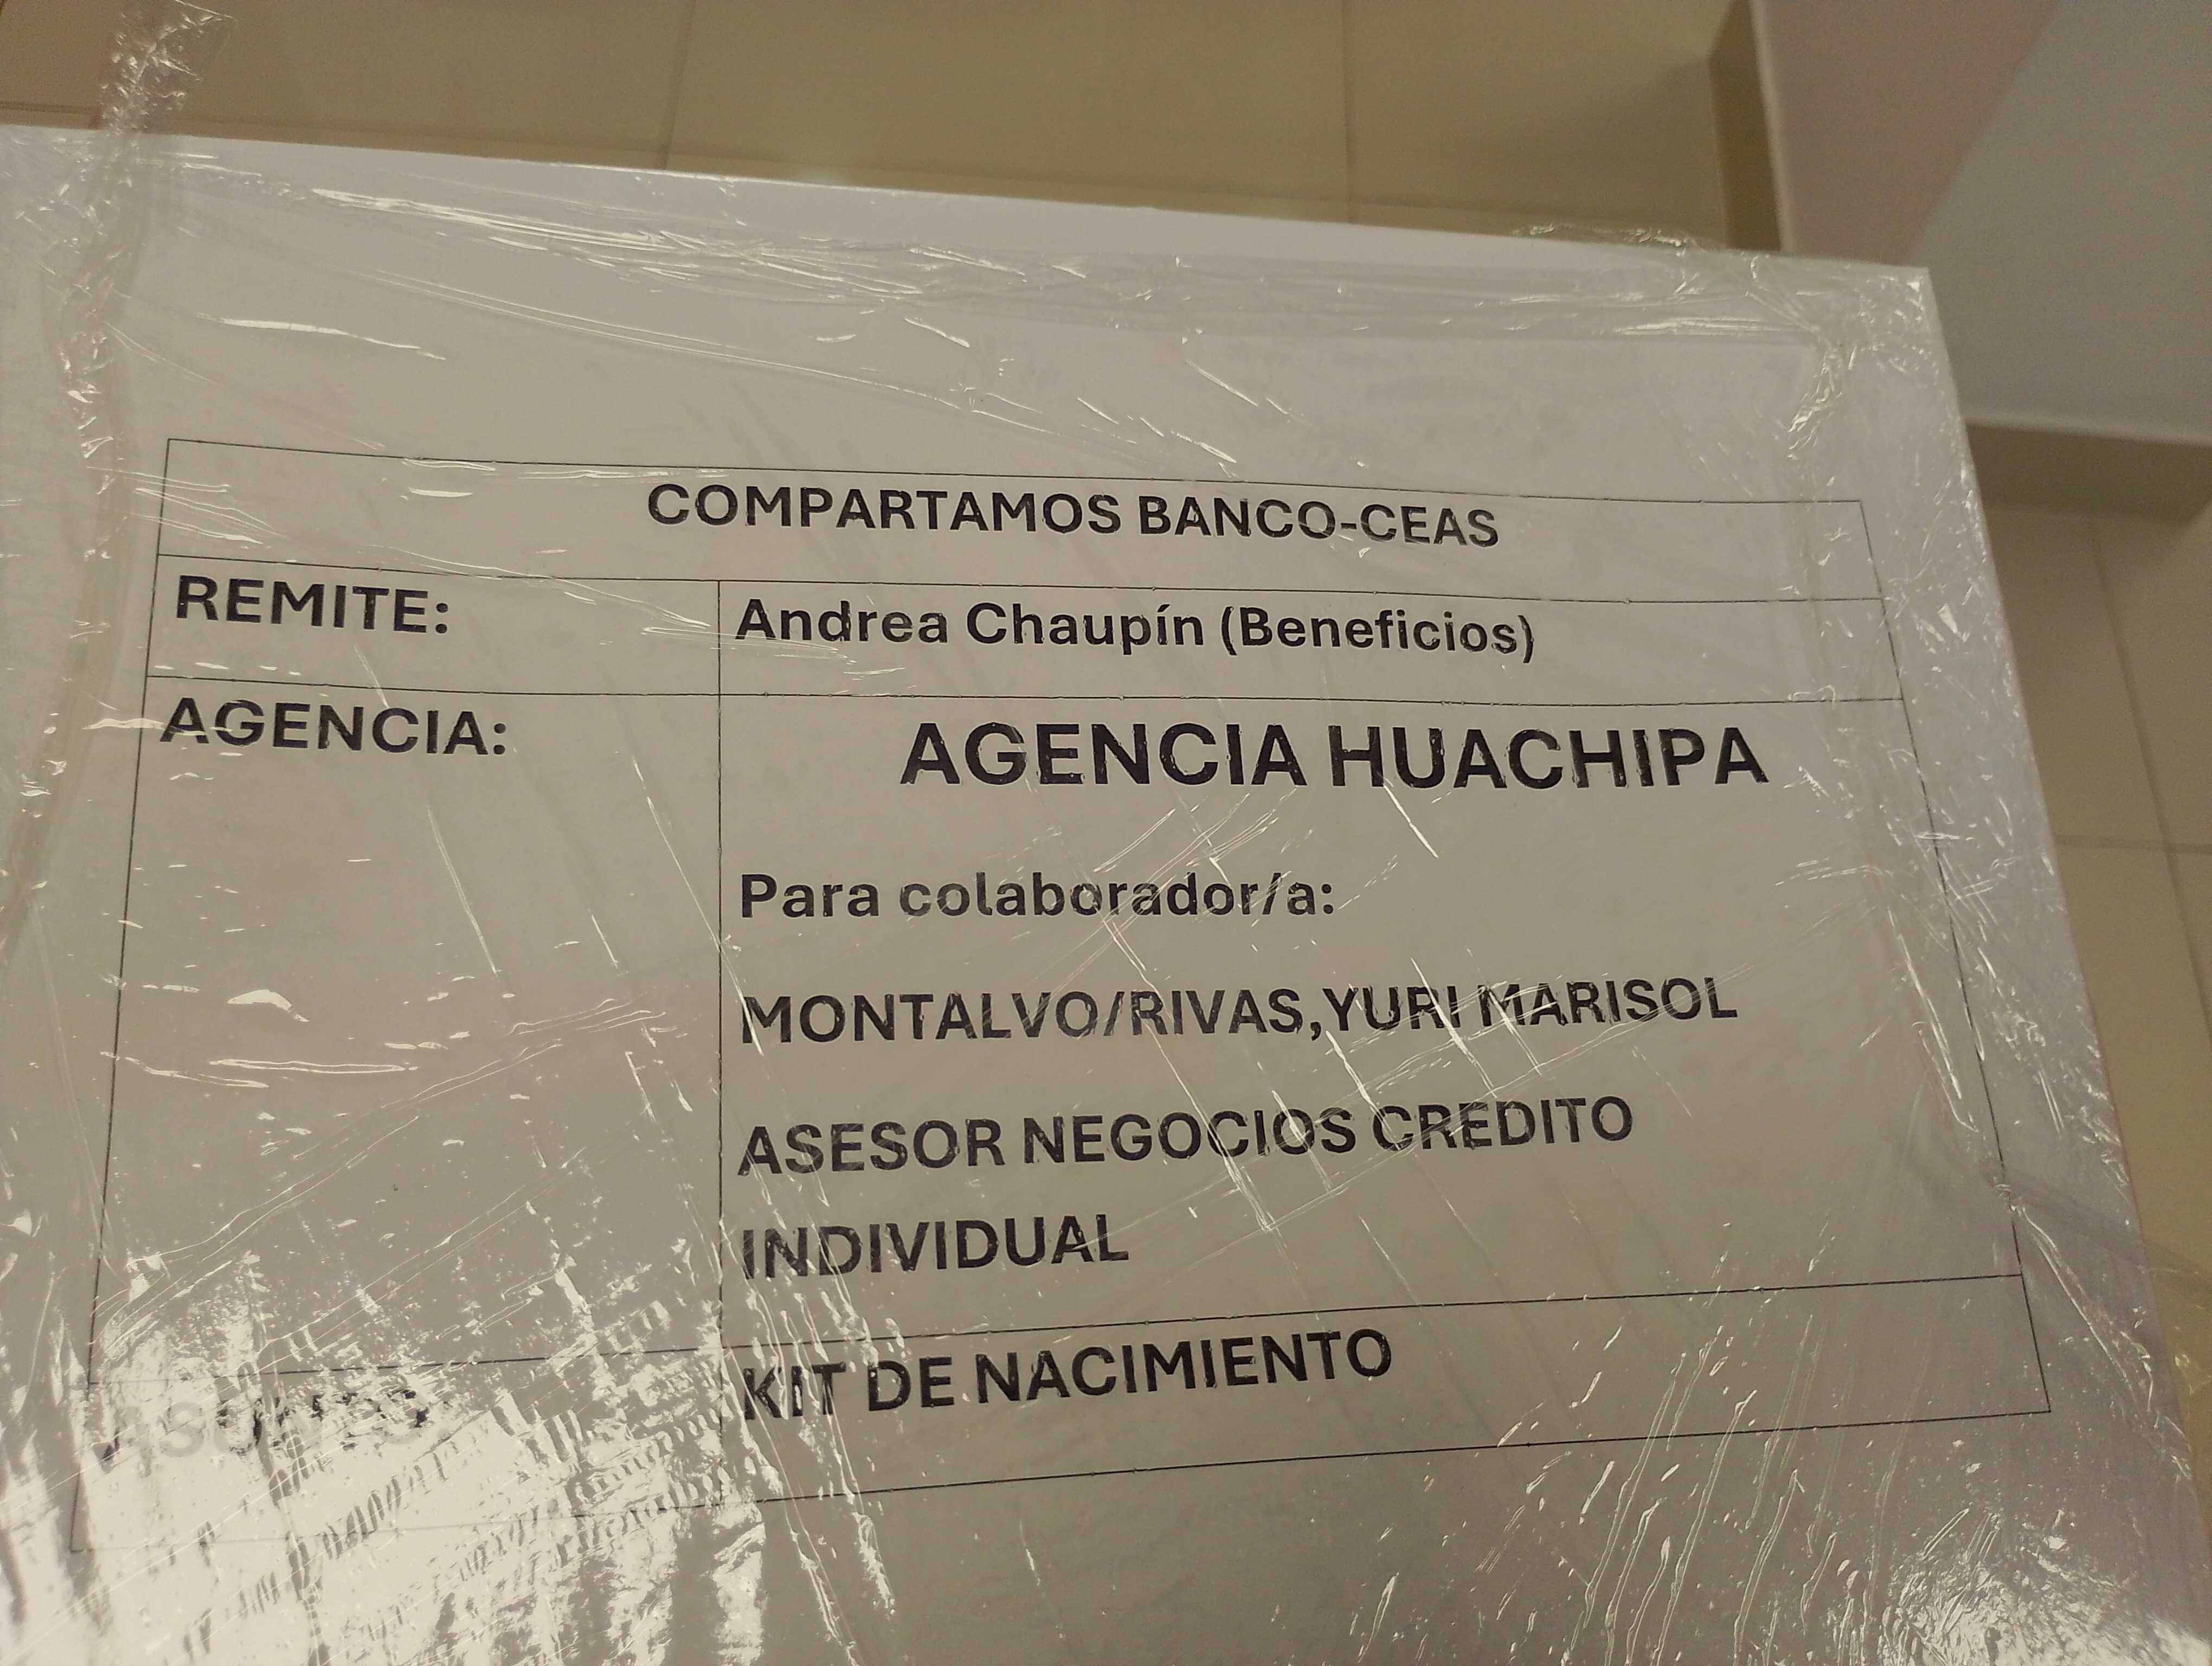 COMPARTAMOS BANCO-CEAS
REMITE: Andrea Chaupín (Beneficios)
AGENCIA: AGENCIA HUACHIPA
Para colaborador/a:
MONTALVO/RIVAS,YURI MARISOL
ASESOR NEGOCIOS CREDITO
INDIVIDUAL
KIT DE NACIMIENTO